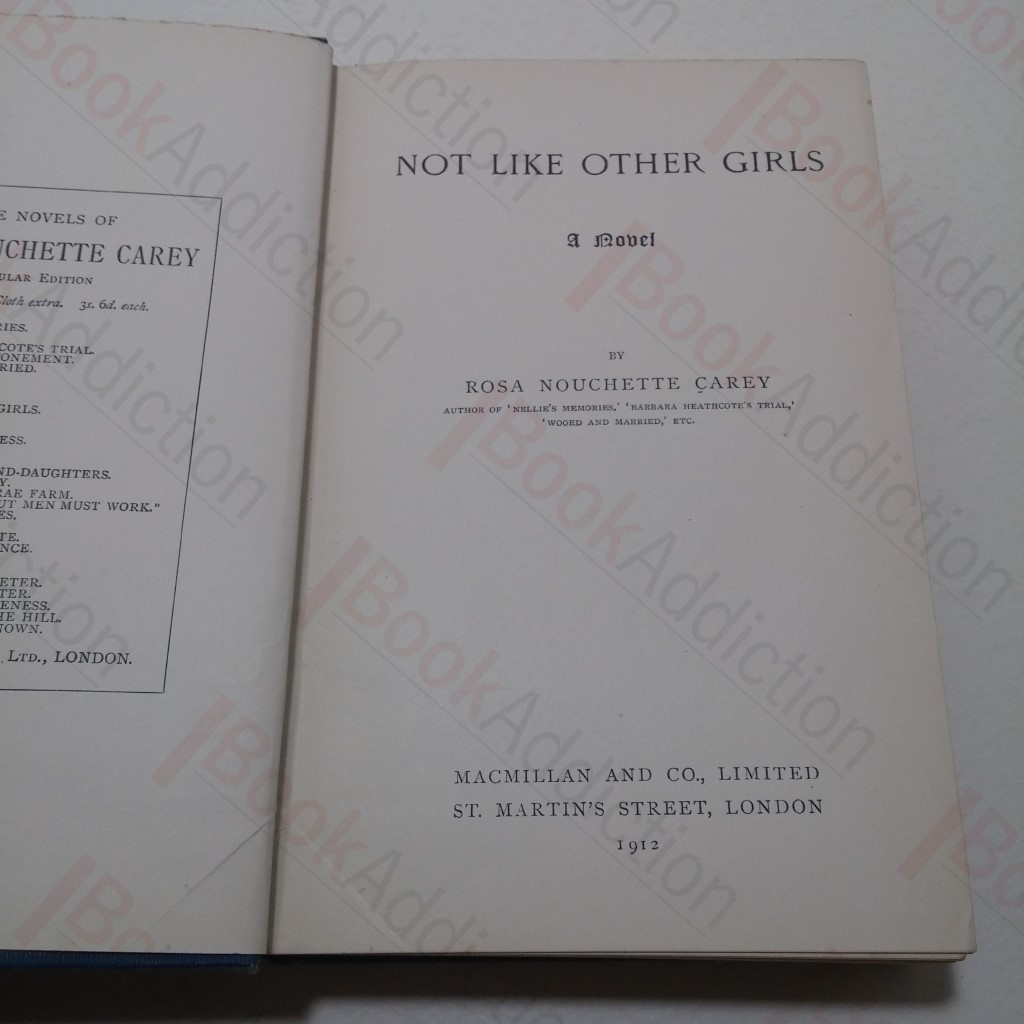 E NOVELS OF
UCHETTE CAREY
ULAR EDITION
Cloth extra. 3s. 6d. each.
RIES.
COTE'S TRIAL.
ONEMENT.
RIED.
GIRLS.
ESS.
ND-DAUGHTERS.
Y.
RAE FARM.
UT MEN MUST WORK."
ES.
TE.
NCE.
ETER.
TER.
ENESS.
HE HILL.
NOWN.
. LTD., LONDON.
NOT LIKE OTHER GIRLS
A Novel
BY
ROSA NOUCHETTE CAREY
AUTHOR OF 'NELLIE'S MEMORIES,' 'BARBARA HEATHCOTE'S TRIAL,'
'WOOED AND MARRIED,' ETC.
MACMILLAN AND CO., LIMITED
ST. MARTIN'S STREET, LONDON
1912
BookAddiction